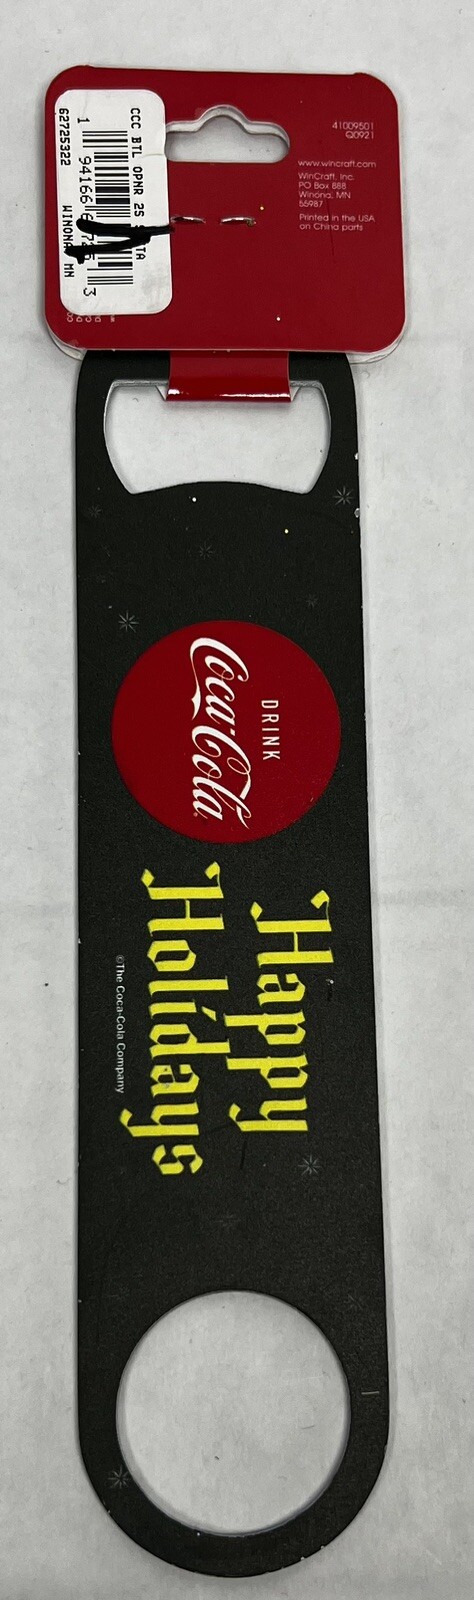 CCC BTL OPNR 2S
62725322
WINONA, MN
41009501
Q0921
www.wincraft.com
WinCraft, Inc.
PO Box 888
Winona, MN
55987
Printed in the USA
on China parts
DRINK
Coca-Cola
Happy
Holidays
©The Coca-Cola Company